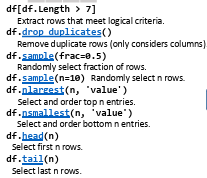 df[df.Length > 7]
Extract rows that meet logical criteria.
df.drop_duplicates()
Remove duplicate rows (only considers columns).
df.sample(frac=0.5)
Randomly select fraction of rows.
df.sample(n=10) Randomly select n rows.
df.nlargest(n, 'value')
Select and order top n entries.
df.nsmallest(n, 'value')
Select and order bottom n entries.
df.head(n)
Select first n rows.
df.tail(n)
Select last n rows.